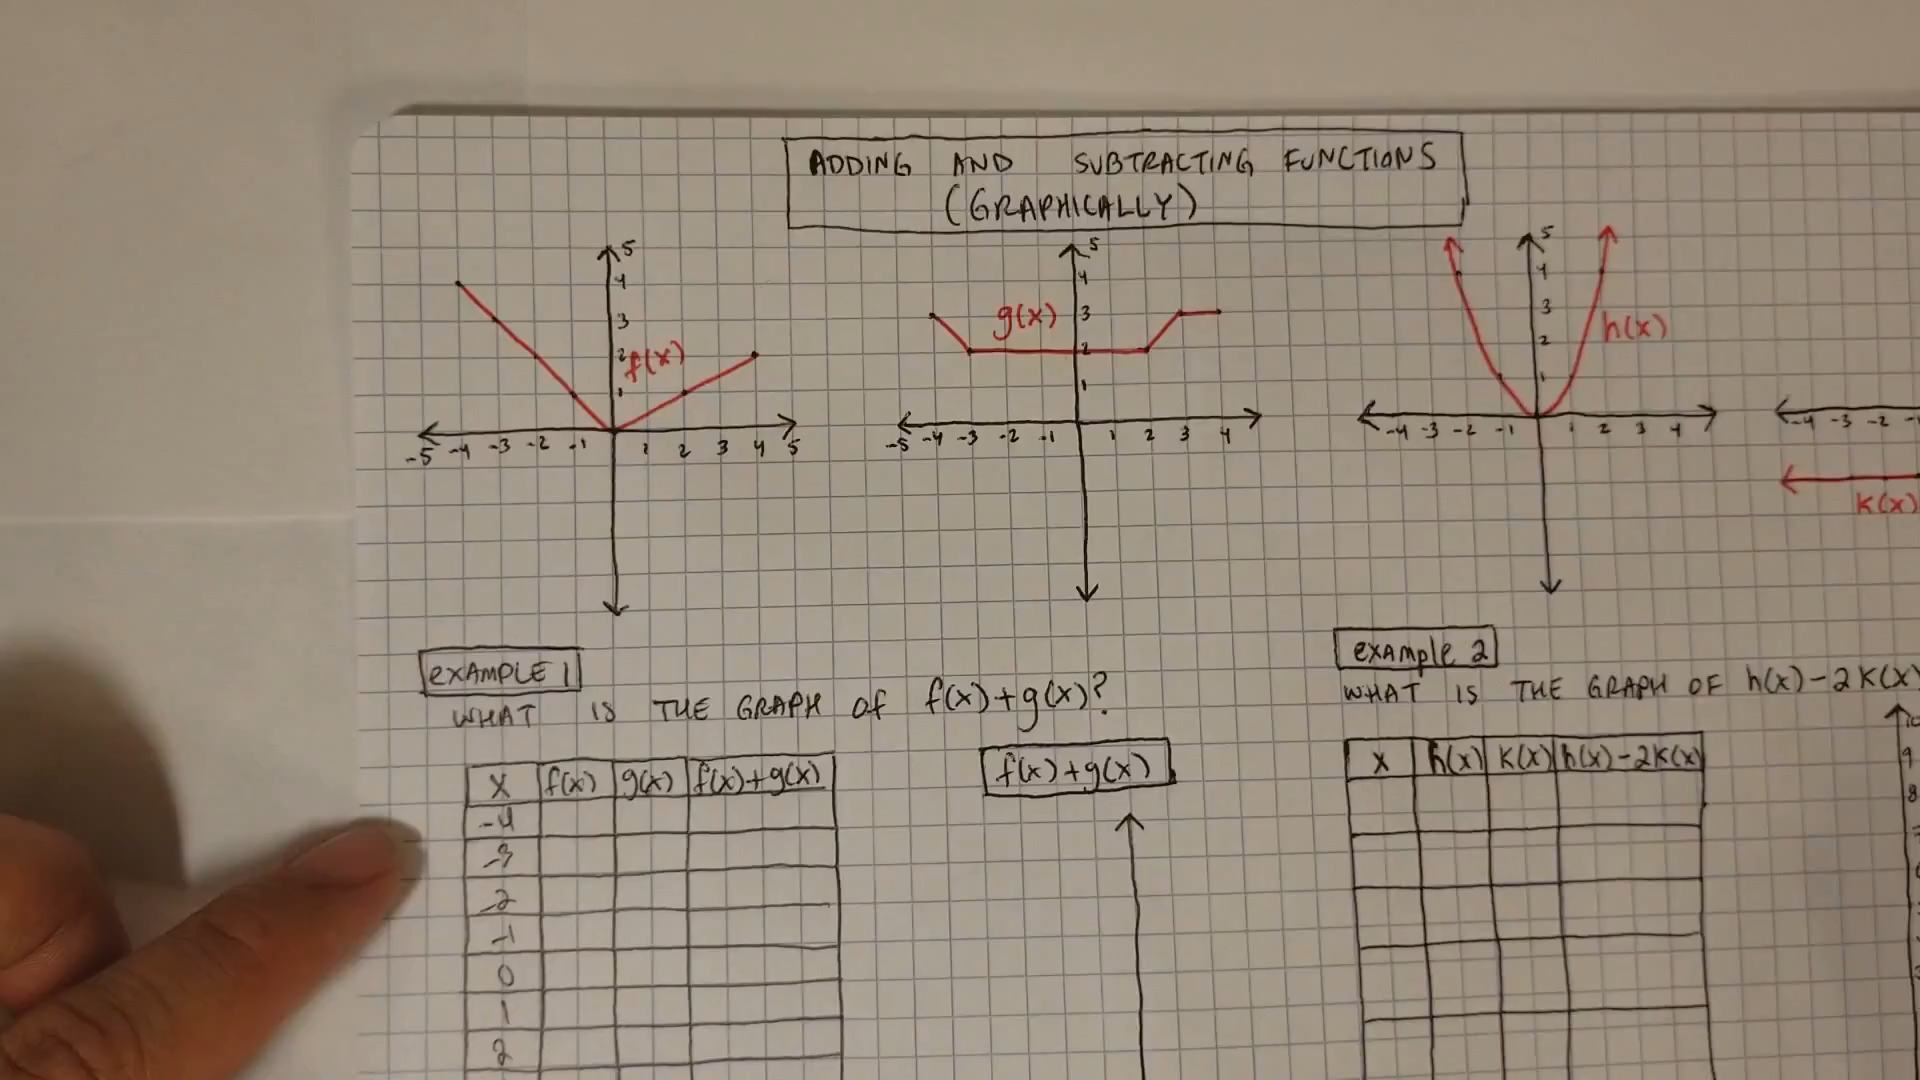 ADDING AND SUBTRACTING FUNCTIONS
(GRAPHICALLY)
5
4
3
2
1
f(x)
-5 -4 -3 -2 -1 1 2 3 4 5
5
4
3
2
1
g(x)
-5 -4 -3 -2 -1 1 2 3 4
5
4
3
2
1
h(x)
-4 -3 -2 -1 1 2 3 4
-4 -3 -2
K(x)
eXAMPLE 1
WHAT IS THE GRAPH of f(x)+g(x)?
x f(x) g(x) f(x)+g(x)
-4
-3
-2
-1
0
1
2
f(x)+g(x)
example 2
WHAT IS THE GRAPH OF h(x)-2K(x)
x h(x) K(x) h(x)-2K(x)
9
8